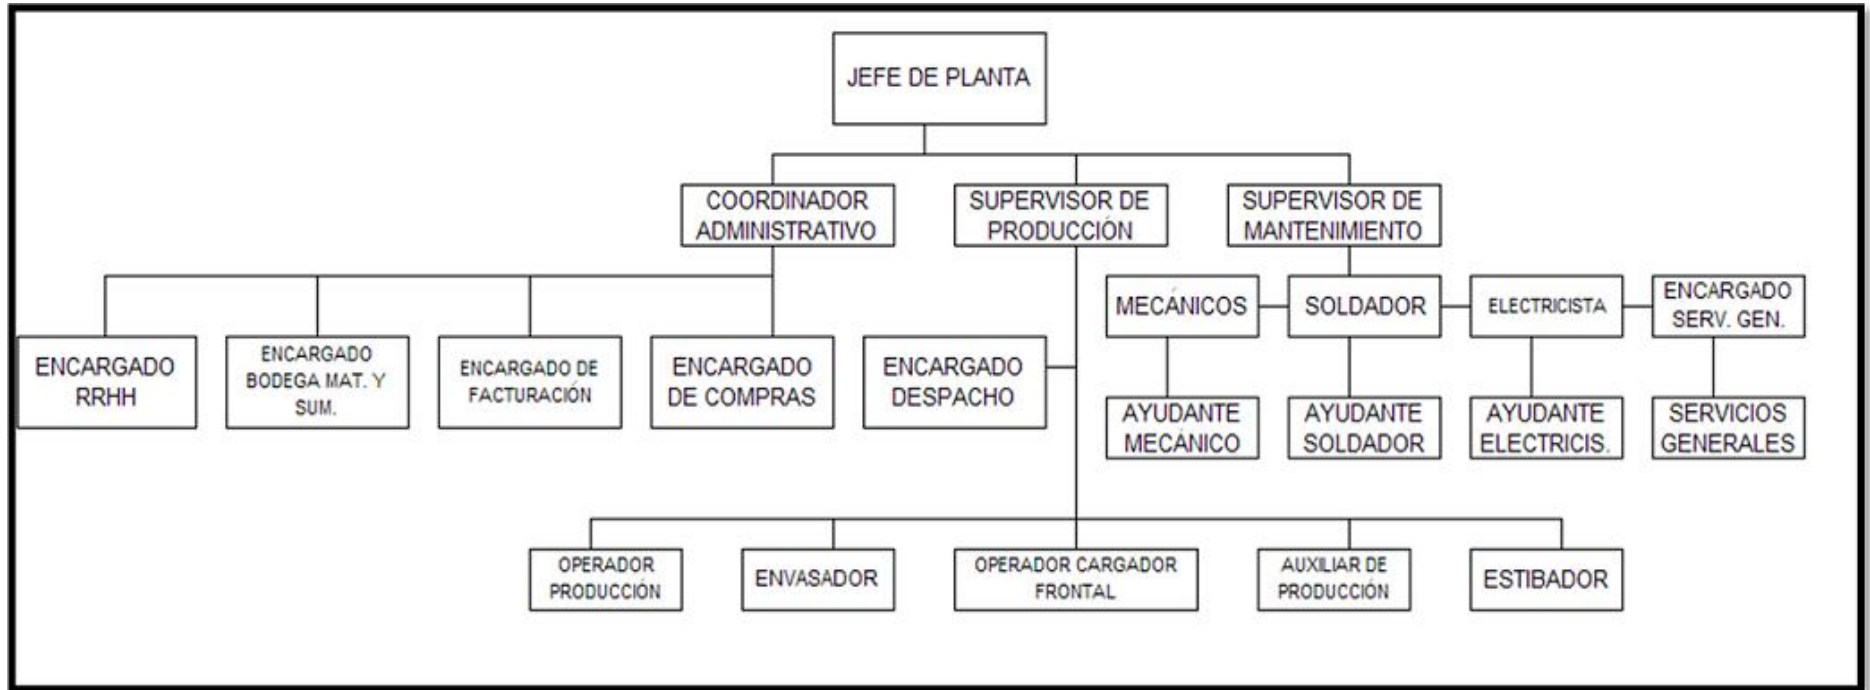 JEFE DE PLANTA
COORDINADOR
ADMINISTRATIVO
SUPERVISOR DE
PRODUCCIÓN
SUPERVISOR DE
MANTENIMIENTO
MECÁNICOS
SOLDADOR
ELECTRICISTA
ENCARGADO
SERV. GEN.
ENCARGADO
RRHH
ENCARGADO
BODEGA MAT. Y
SUM.
ENCARGADO DE
FACTURACIÓN
ENCARGADO
DE COMPRAS
ENCARGADO
DESPACHO
AYUDANTE
MECÁNICO
AYUDANTE
SOLDADOR
AYUDANTE
ELECTRICIS.
SERVICIOS
GENERALES
OPERADOR
PRODUCCIÓN
ENVASADOR
OPERADOR CARGADOR
FRONTAL
AUXILIAR DE
PRODUCCIÓN
ESTIBADOR